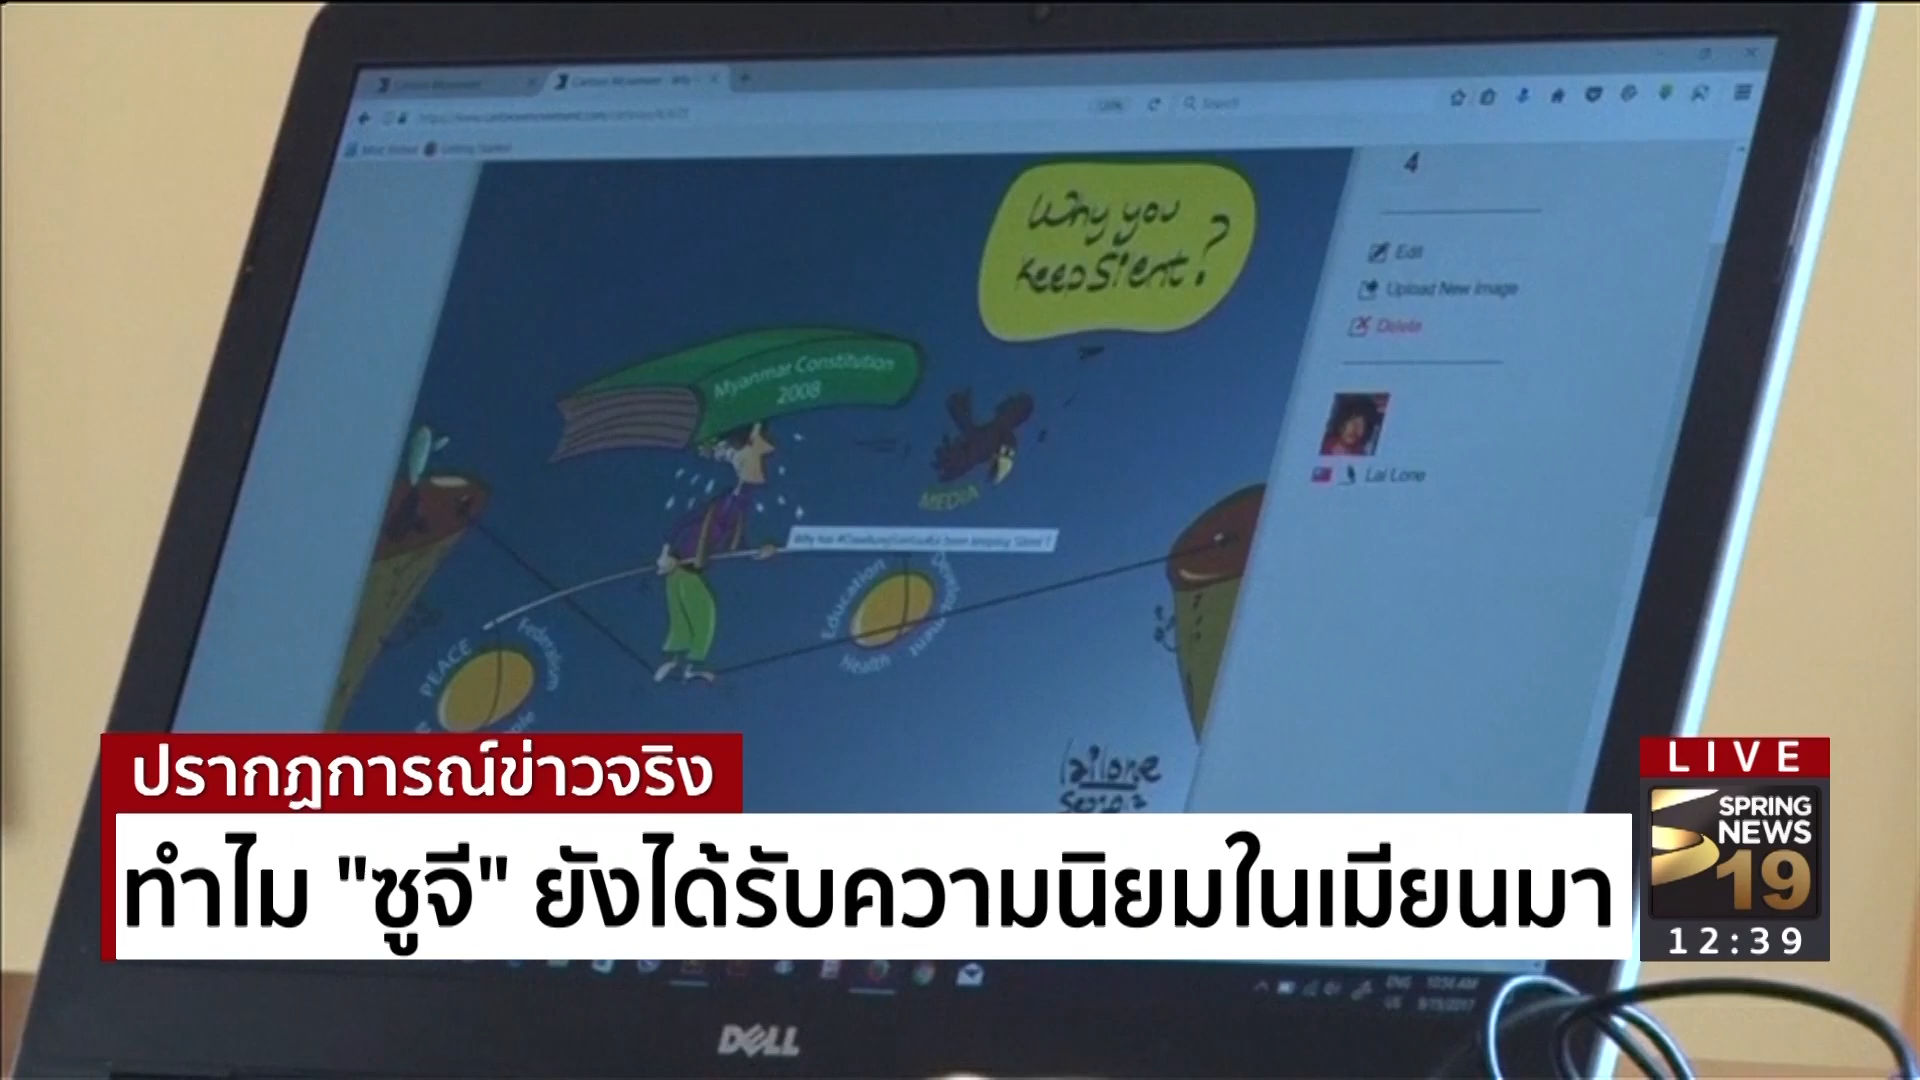 Search
4
Why you
Keep Silent?
Edit
Upload New Image
Delete
Myanmar Constitution
2008
MEDIA
Lai Lone
Education
Health
Federation
PEACE
lailone
ปรากฏการณ์ข่าวจริง
ทำไม "ซูจี" ยังได้รับความนิยมในเมียนมา
LIVE
SPRING
NEWS
19
12:39
DELL